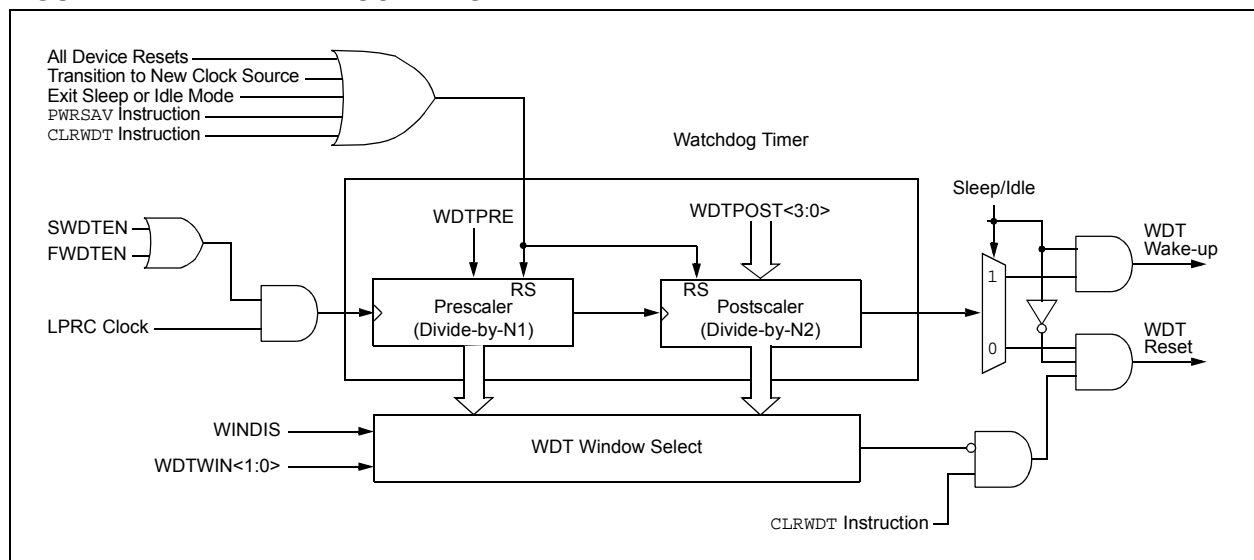 All Device Resets
Transition to New Clock Source
Exit Sleep or Idle Mode
PWRSAV Instruction
CLRWDT Instruction
Watchdog Timer
Sleep/Idle
SWDTEN
FWDTEN
LPRC Clock
WDTPRE
WDTPOST<3:0>
RS
RS
Prescaler
(Divide-by-N1)
Postscaler
(Divide-by-N2)
1
0
WDT
Wake-up
WDT
Reset
WINDIS
WDTWIN<1:0>
WDT Window Select
CLRWDT Instruction